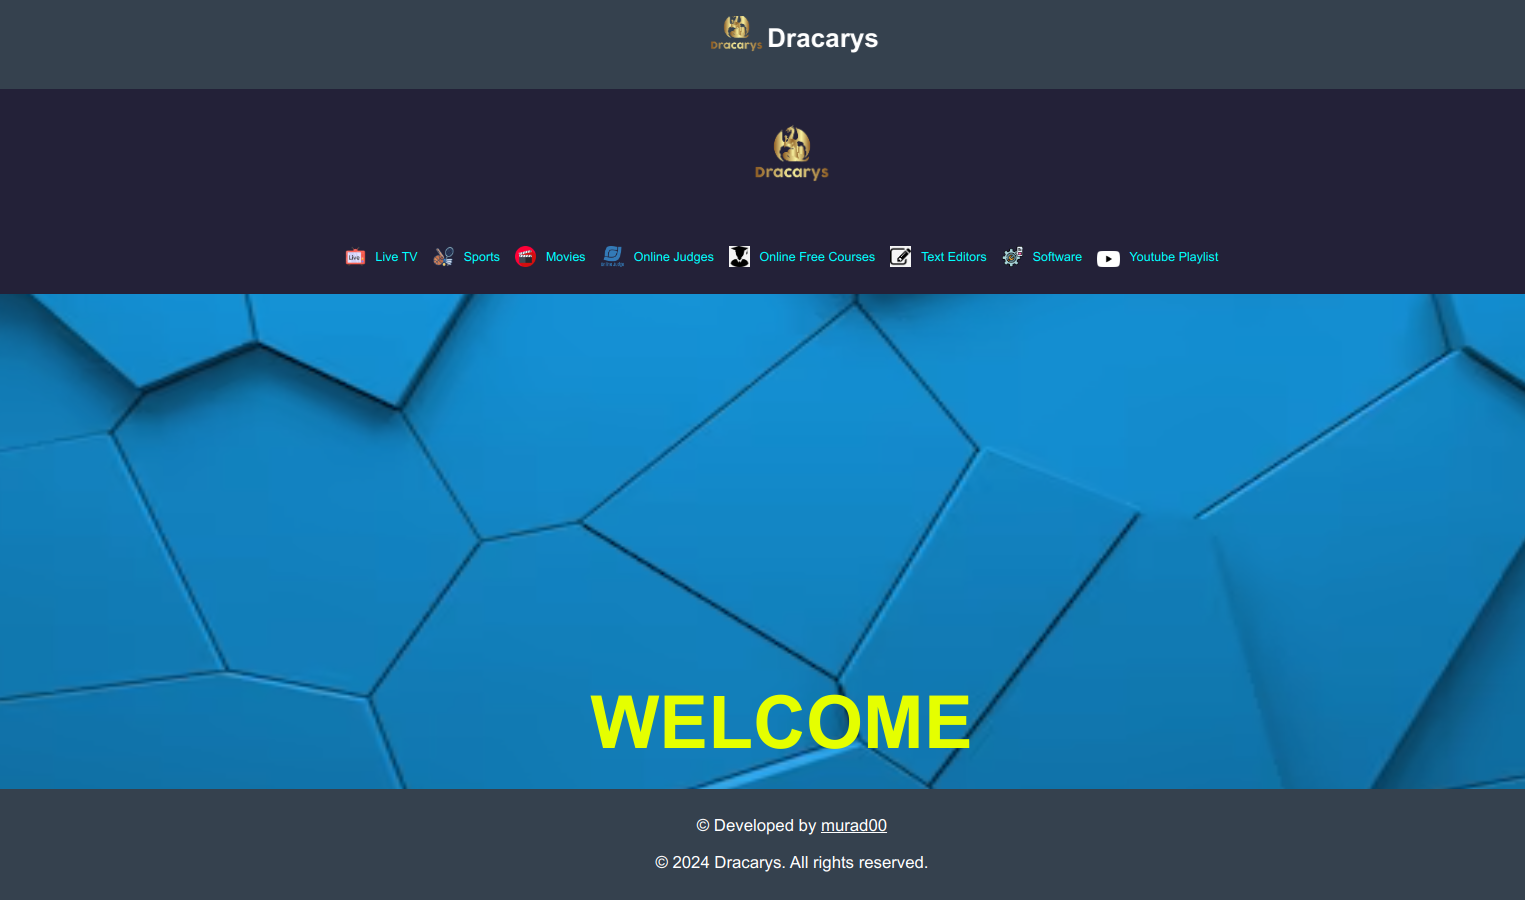 Dracarys Dracarys
Dracarys
Live Live TV Sports Movies Online Judges Online Free Courses Text Editors Software Youtube Playlist
WELCOME
© Developed by murad00
© 2024 Dracarys. All rights reserved.